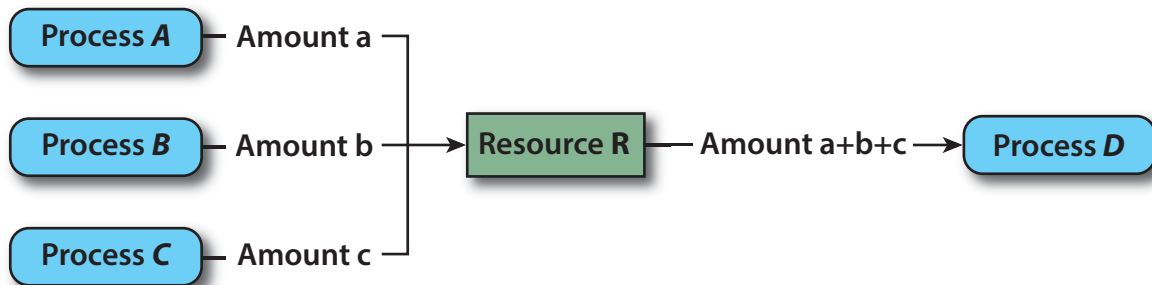 Process A
Amount a
Process B
Amount b
Resource R
Amount a+b+c
Process D
Process C
Amount c